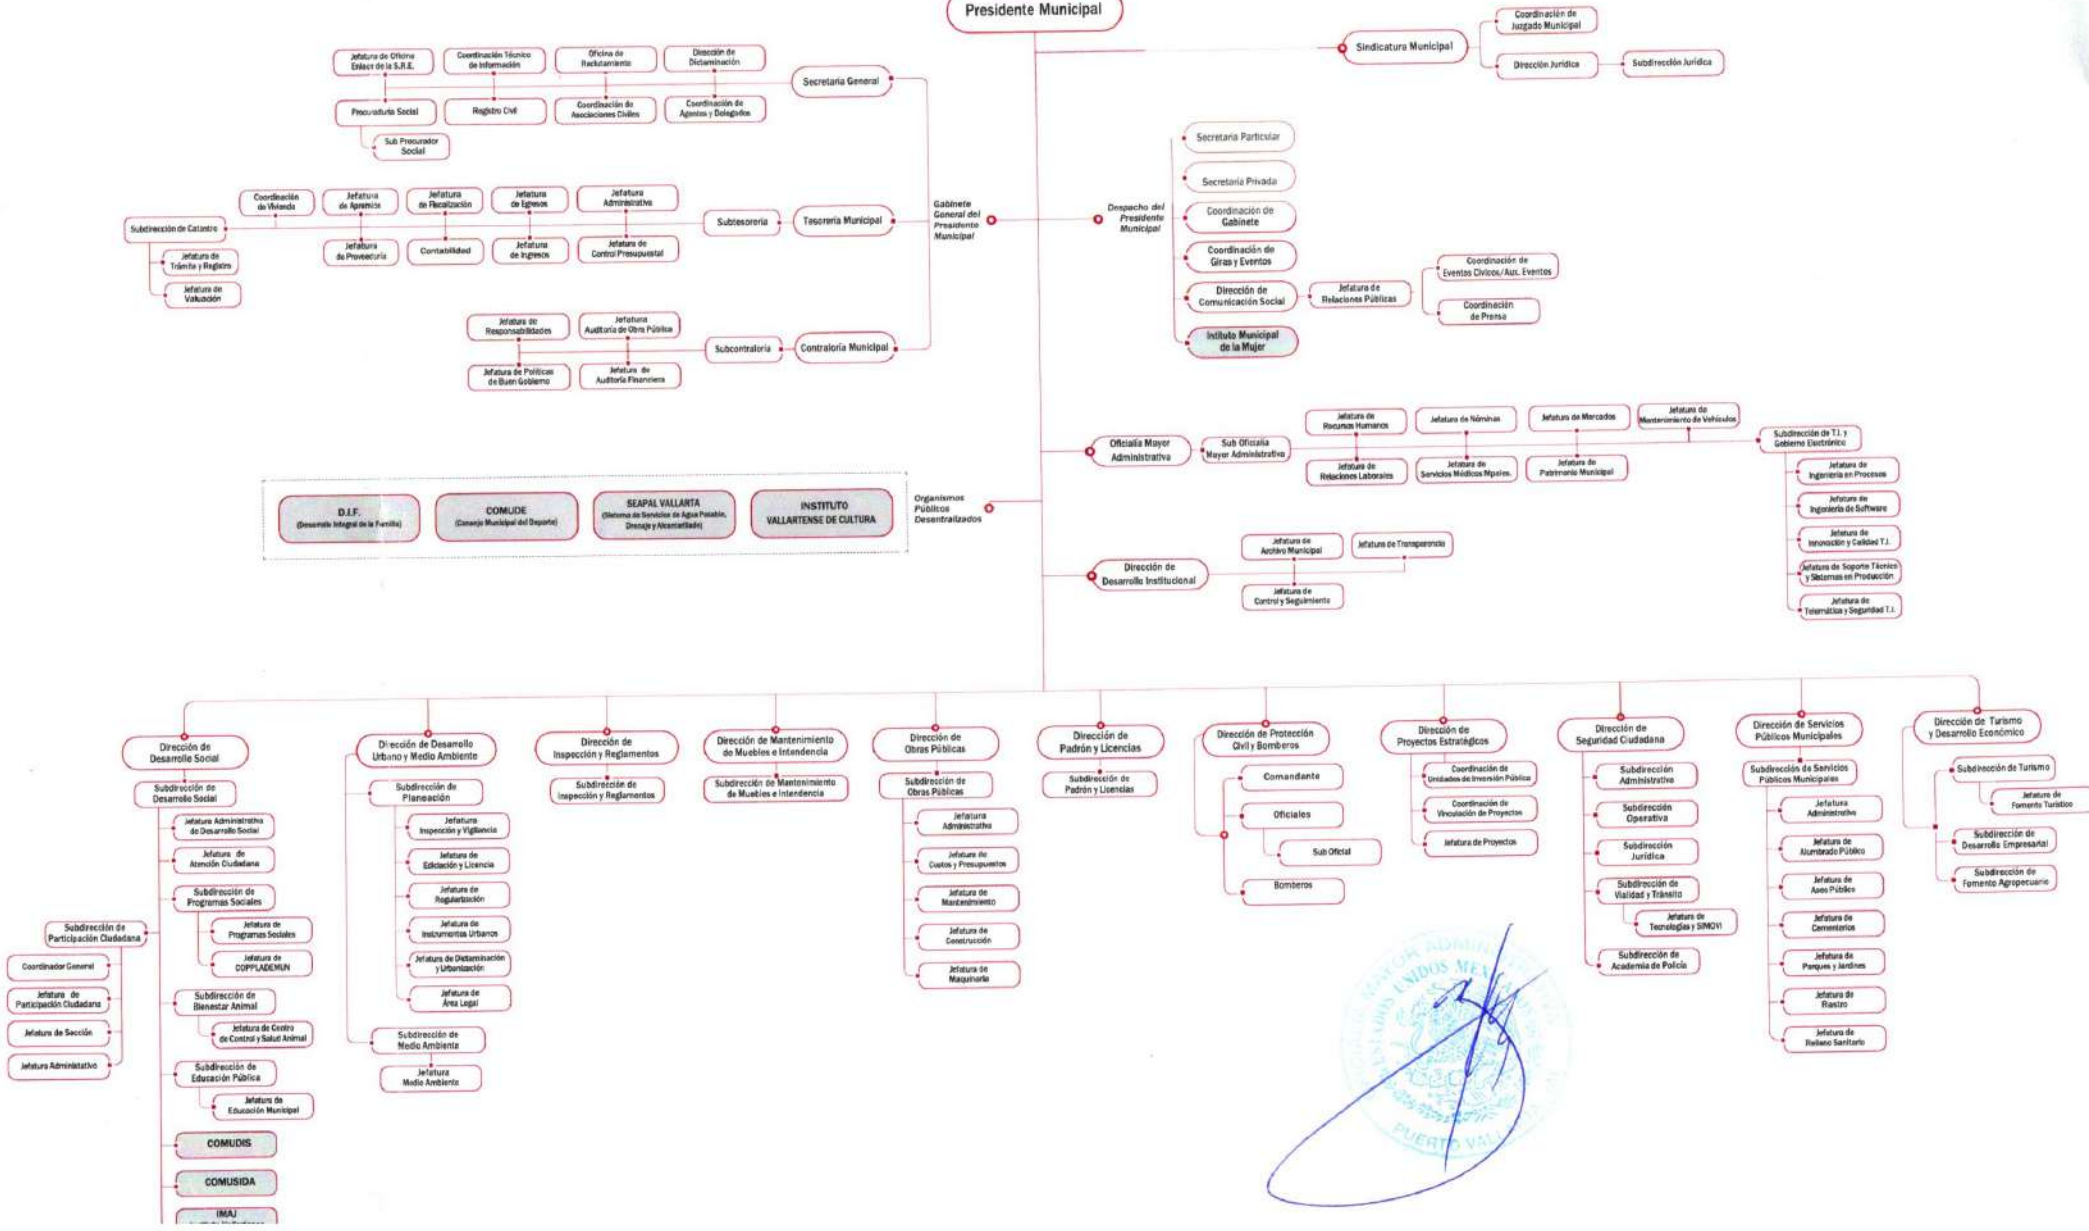 Presidente Municipal
Coordinación de
Juzgado Municipal
Sindicatura Municipal
Dirección Jurídica
Subdirección Jurídica
Jefatura de Oficina
Enlace de la S.R.E.
Coordinación Técnico
de Información
Oficina de
Reclutamiento
Dirección de
Dictaminación
Secretaría General
Procuraduría Social
Registro Civil
Coordinación de
Asociaciones Civiles
Coordinación de
Agentes y Delegados
Sub Procurador
Social
Coordinación
de Vivienda
Jefatura
de Apremios
Jefatura
de Fiscalización
Jefatura
de Egresos
Jefatura
Administrativa
Subdirección de Catastro
Subtesorería
Tesorería Municipal
Jefatura
de Proveeduría
Contabilidad
Jefatura
de Ingresos
Jefatura de
Control Presupuestal
Jefatura de
Trámite y Registro
Jefatura de
Valuación
Gabinete
General del
Presidente
Municipal
Jefatura de
Responsabilidades
Jefatura
Auditoría de Obra Pública
Subcontraloría
Contraloría Municipal
Jefatura de Políticas
de Buen Gobierno
Jefatura de
Auditoría Financiera
Despacho del
Presidente
Municipal
Secretaría Particular
Secretaría Privada
Coordinación de
Gabinete
Coordinación de
Giras y Eventos
Dirección de
Comunicación Social
Jefatura de
Relaciones Públicas
Coordinación de
Eventos Cívicos/Aux. Eventos
Coordinación
de Prensa
Intituto Municipal
de la Mujer
Oficialía Mayor
Administrativa
Sub Oficialía
Mayor Administrativa
Jefatura de
Recursos Humanos
Jefatura de Nóminas
Jefatura de Mercados
Jefatura de
Mantenimiento de Vehículos
Jefatura de
Relaciones Laborales
Jefatura de
Servicios Médicos Mpales.
Jefatura de
Patrimonio Municipal
Subdirección de T.I. y
Gobierno Electrónico
Jefatura de
Ingeniería en Procesos
Jefatura de
Ingeniería de Software
Jefatura de
Innovación y Calidad T.I.
Jefatura de Soporte Técnico
y Sistemas en Producción
Jefatura de
Telemática y Seguridad T.I.
D.I.F.
(Desarrollo Integral de la Familia)
COMUDE
(Consejo Municipal del Deporte)
SEAPAL VALLARTA
(Sistema de Servicios de Agua Potable,
Drenaje y Alcantarillado)
INSTITUTO
VALLARTENSE DE CULTURA
Organismos
Públicos
Desentralizados
Dirección de
Desarrollo Institucional
Jefatura de
Archivo Municipal
Jefatura de Transparencia
Jefatura de
Control y Seguimiento
Dirección de
Desarrollo Social
Subdirección de
Desarrollo Social
Jefatura Administrativa
de Desarrollo Social
Jefatura de
Atención Ciudadana
Subdirección de
Programas Sociales
Jefatura de
Programas Sociales
Jefatura de
COPPLADEMUN
Subdirección de
Participación Ciudadana
Coordinador General
Jefatura de
Participación Ciudadana
Jefatura de Sección
Jefatura Administativo
Subdirección de
Bienestar Animal
Jefatura de Centro
de Control y Salud Animal
Subdirección de
Educación Pública
Jefatura de
Educación Municipal
COMUDIS
COMUSIDA
IMAJ
Dirección de Desarrollo
Urbano y Medio Ambiente
Subdirección de
Planeación
Jefatura
Inspección y Vigilancia
Jefatura de
Ediciación y Licencia
Jefatura de
Regularización
Jefatura de
Instrumentos Urbanos
Jefatura de Dictaminación
y Urbanización
Jefatura de
Área Legal
Subdirección de
Medio Ambiente
Jefatura
Medio Ambiente
Dirección de
Inspección y Reglamentos
Subdirección de
Inspección y Reglamentos
Dirección de Mantenimiento
de Muebles e Intendencia
Subdirección de Mantenimiento
de Muebles e Intendencia
Dirección de
Obras Públicas
Subdirección de
Obras Públicas
Jefatura
Administrativa
Jefatura de
Costos y Presupuestos
Jefatura de
Mantenimiento
Jefatura de
Construcción
Jefatura de
Maquinaria
Dirección de
Padrón y Licencias
Subdirección de
Padrón y Licencias
Dirección de Protección
Civil y Bomberos
Comandante
Oficiales
Sub Oficial
Bomberos
Dirección de
Proyectos Estratégicos
Coordinación de
Unidades de Inversión Pública
Coordinación de
Vinculación de Proyectos
Jefatura de Proyectos
Dirección de
Seguridad Ciudadana
Subdirección
Administrativa
Subdirección
Operativa
Subdirección
Jurídica
Subdirección de
Vialidad y Tránsito
Jefatura de
Tecnologías y SIMOVI
Subdirección de
Academia de Policía
Dirección de Servicios
Públicos Municipales
Subdirección de Servicios
Públicos Municipales
Jefatura
Administrativa
Jefatura de
Alumbrado Público
Jefatura de
Aseo Público
Jefatura de
Cementerios
Jefatura de
Parques y Jardines
Jefatura de
Rastro
Jefatura de
Relleno Sanitario
Dirección de Turismo
y Desarrollo Económico
Subdirección de Turismo
Jefatura de
Fomento Turístico
Subdirección de
Desarrollo Empresarial
Subdirección de
Fomento Agropecuario
MAYOR
UNIDOS
PUERTO